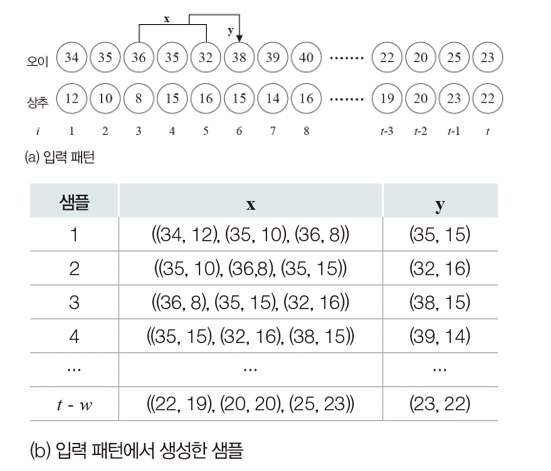 x
y
오이 34 35 36 35 32 38 39 40 ······· 22 20 25 23
상추 12 10 8 15 16 15 14 16 ······· 19 20 23 22
i 1 2 3 4 5 6 7 8 t-3 t-2 t-1 t
(a) 입력 패턴
샘플 x y
1 ((34, 12), (35, 10), (36, 8)) (35, 15)
2 ((35, 10), (36,8), (35, 15)) (32, 16)
3 ((36, 8), (35, 15), (32, 16)) (38, 15)
4 ((35, 15), (32, 16), (38, 15)) (39, 14)
... ... ...
t - w ((22, 19), (20, 20), (25, 23)) (23, 22)
(b) 입력 패턴에서 생성한 샘플